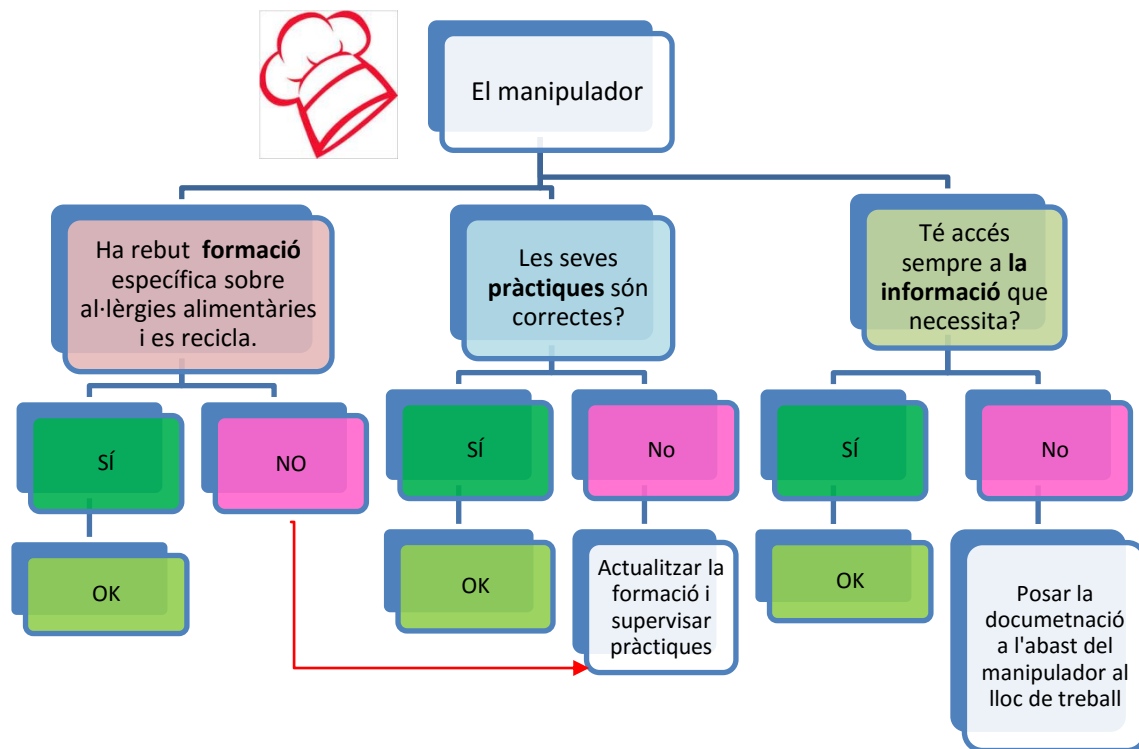 El manipulador
Ha rebut formació
específica sobre
al·lèrgies alimentàries
i es recicla.
Les seves
pràctiques són
correctes?
Té accés
sempre a la
informació que
necessita?
SÍ
NO
SÍ
No
SÍ
No
OK
OK
Actualitzar la
formació i
supervisar
pràctiques
OK
Posar la
documetnació
a l'abast del
manipulador al
lloc de treball